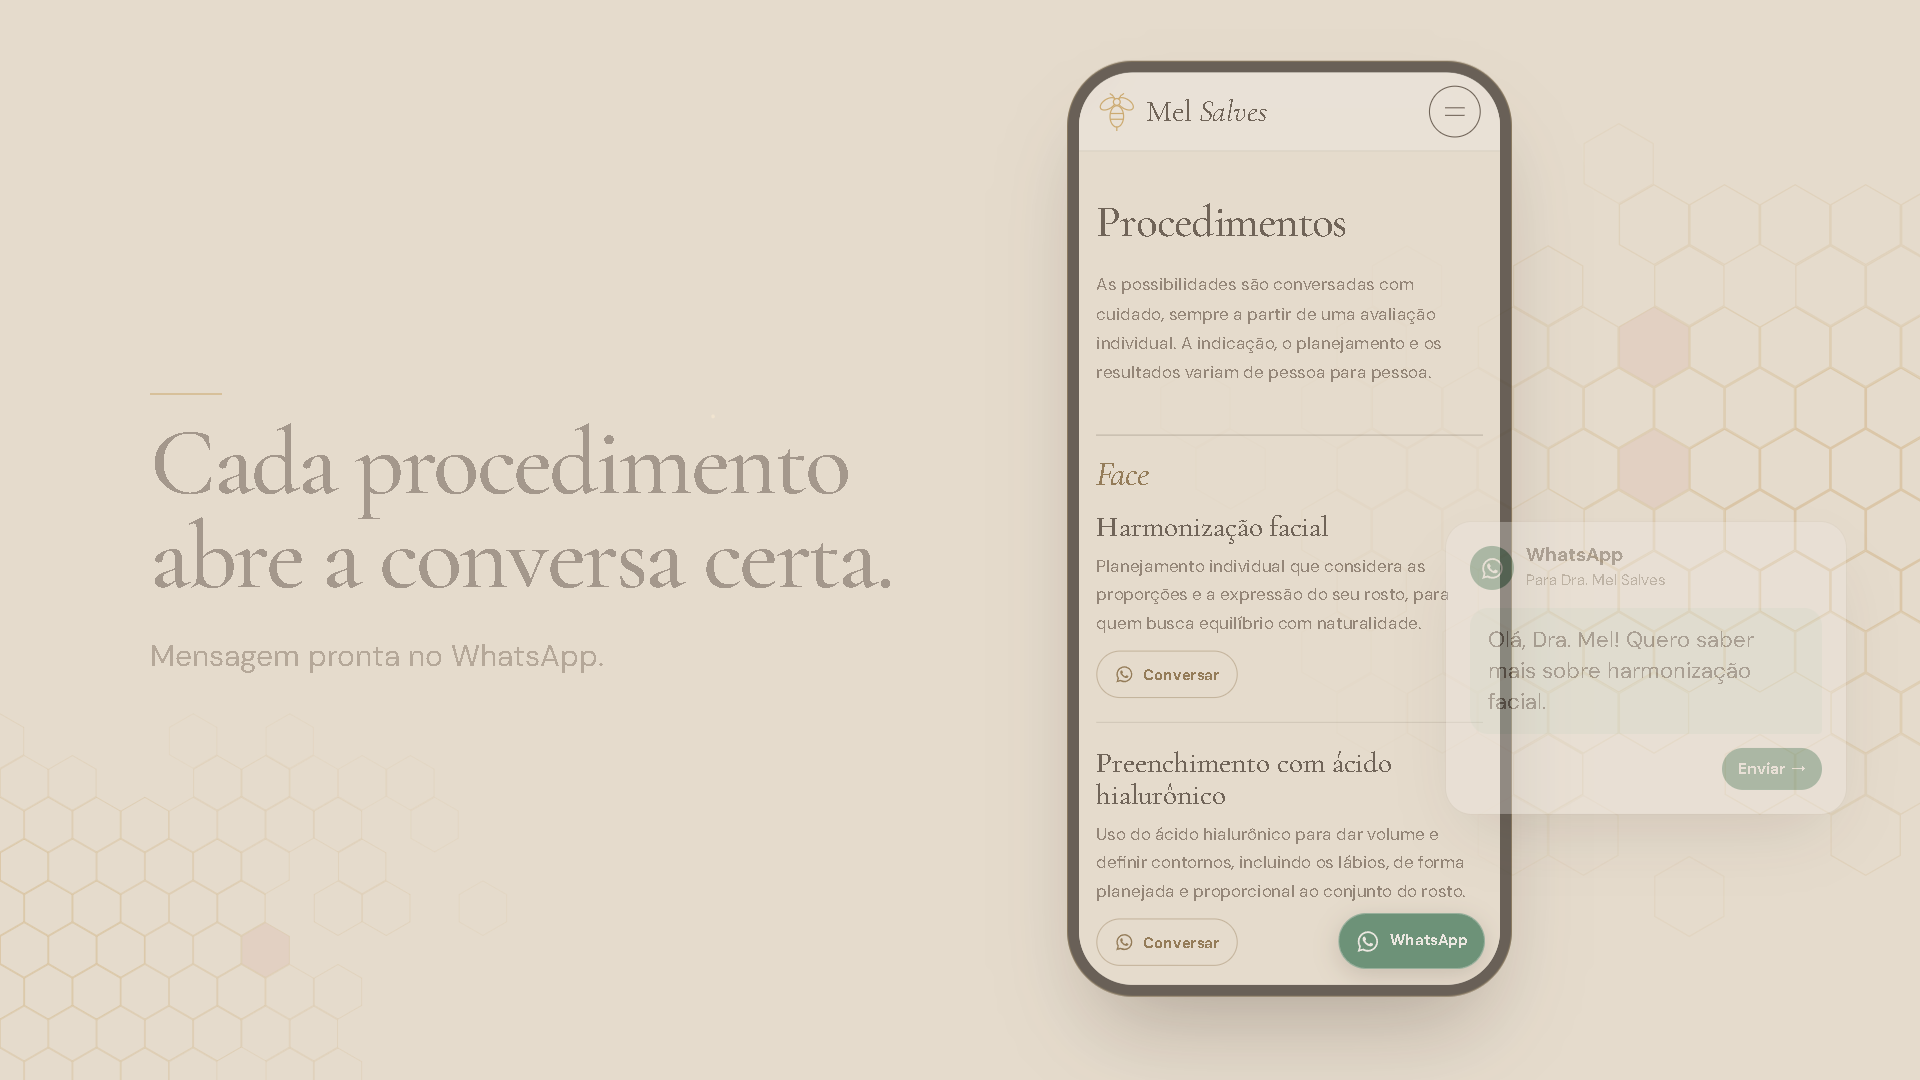 Cada procedimento
abre a conversa certa.
Mensagem pronta no WhatsApp.
Mel Salves
Procedimentos
As possibilidades são conversadas com
cuidado, sempre a partir de uma avaliação
individual. A indicação, o planejamento e os
resultados variam de pessoa para pessoa.
Face
Harmonização facial
Planejamento individual que considera as
proporções e a expressão do seu rosto, para
quem busca equilíbrio com naturalidade.
Conversar
Preenchimento com ácido
hialurônico
Uso do ácido hialurônico para dar volume e
definir contornos, incluindo os lábios, de forma
planejada e proporcional ao conjunto do rosto.
Conversar
WhatsApp
WhatsApp
Para Dra. Mel Salves
Olá, Dra. Mel! Quero saber
mais sobre harmonização
facial.
Enviar →